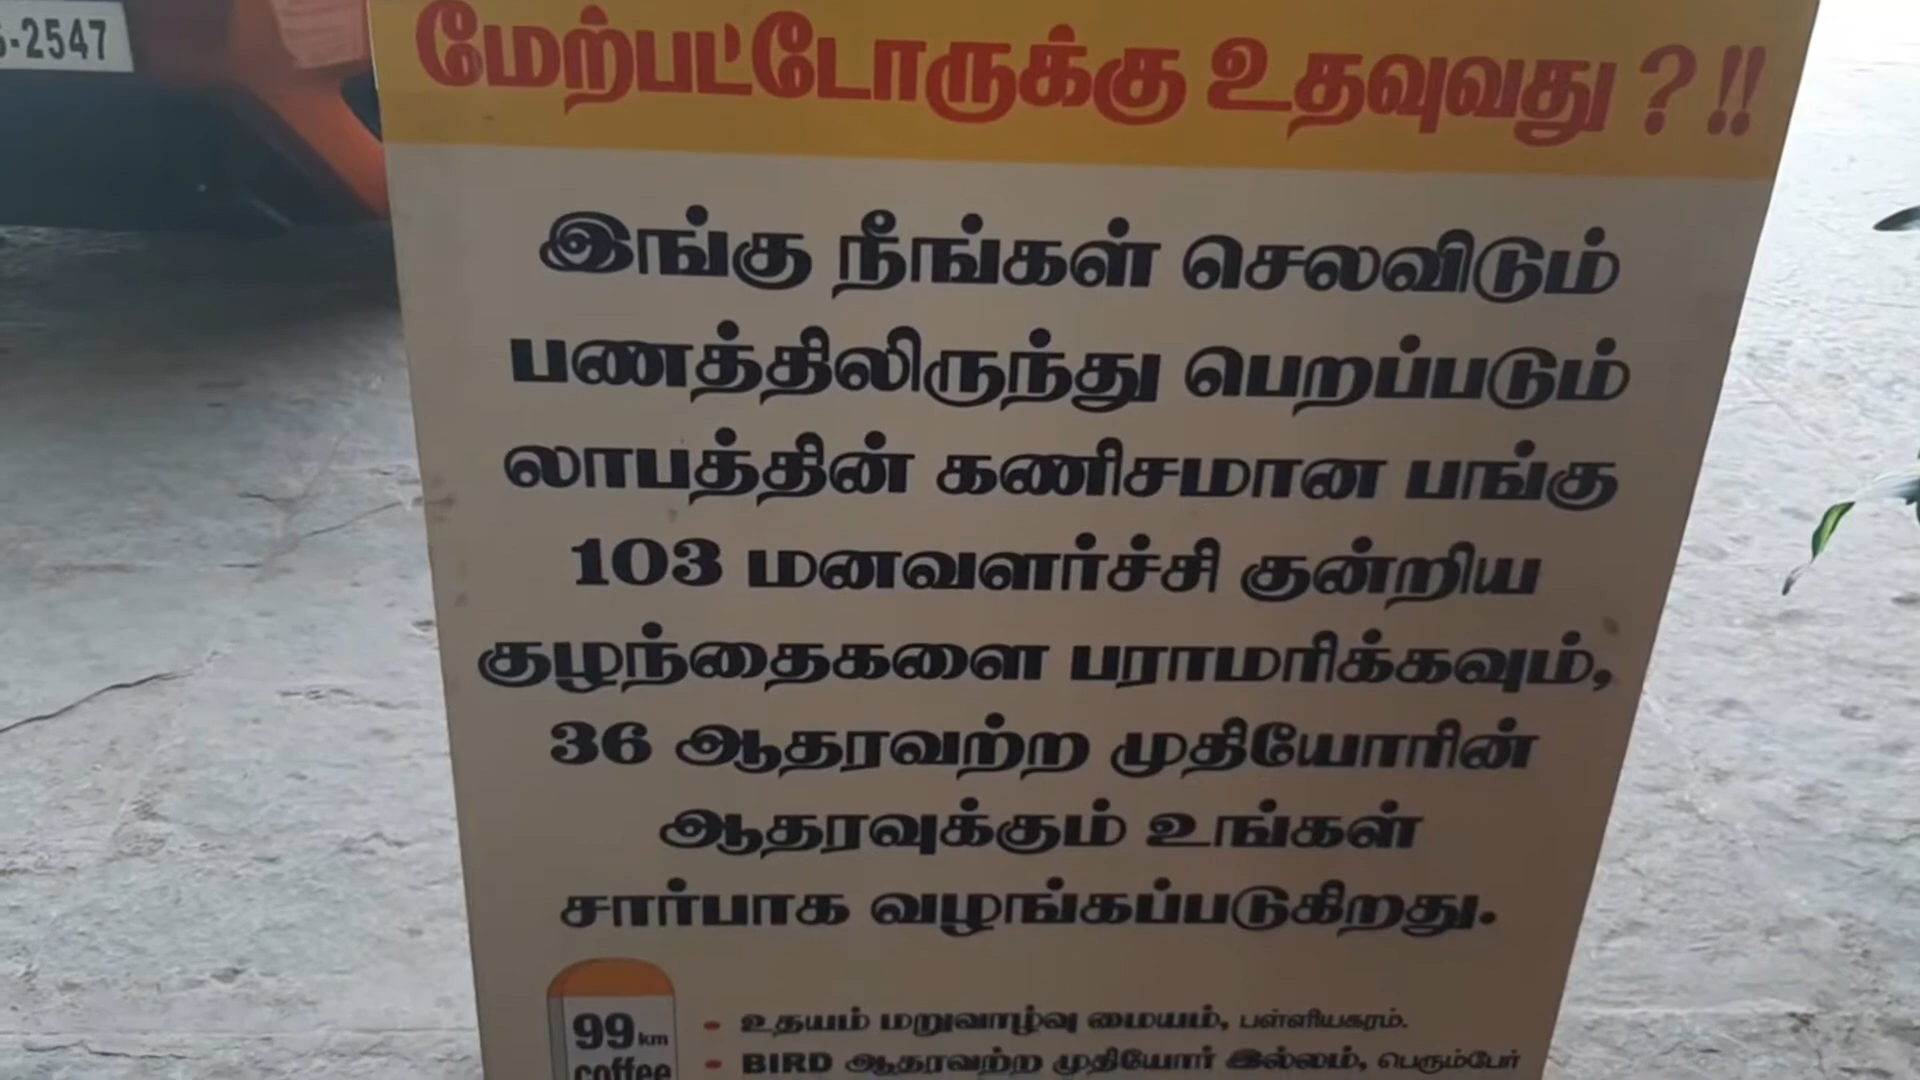 -2547
மேற்பட்டோருக்கு உதவுவது ? !!
இங்கு நீங்கள் செலவிடும்
பணத்திலிருந்து பெறப்படும்
லாபத்தின் கணிசமான பங்கு
103 மனவளர்ச்சி குன்றிய
குழந்தைகளை பராமரிக்கவும்,
36 ஆதரவற்ற முதியோரின்
ஆதரவுக்கும் உங்கள்
சார்பாக வழங்கப்படுகிறது.
99 km
coffee
• உதயம் மறுவாழ்வு மையம், பள்ளியகரம்.
• BIRD ஆதரவற்ற முதியோர் இல்லம், பெரும்பேர்